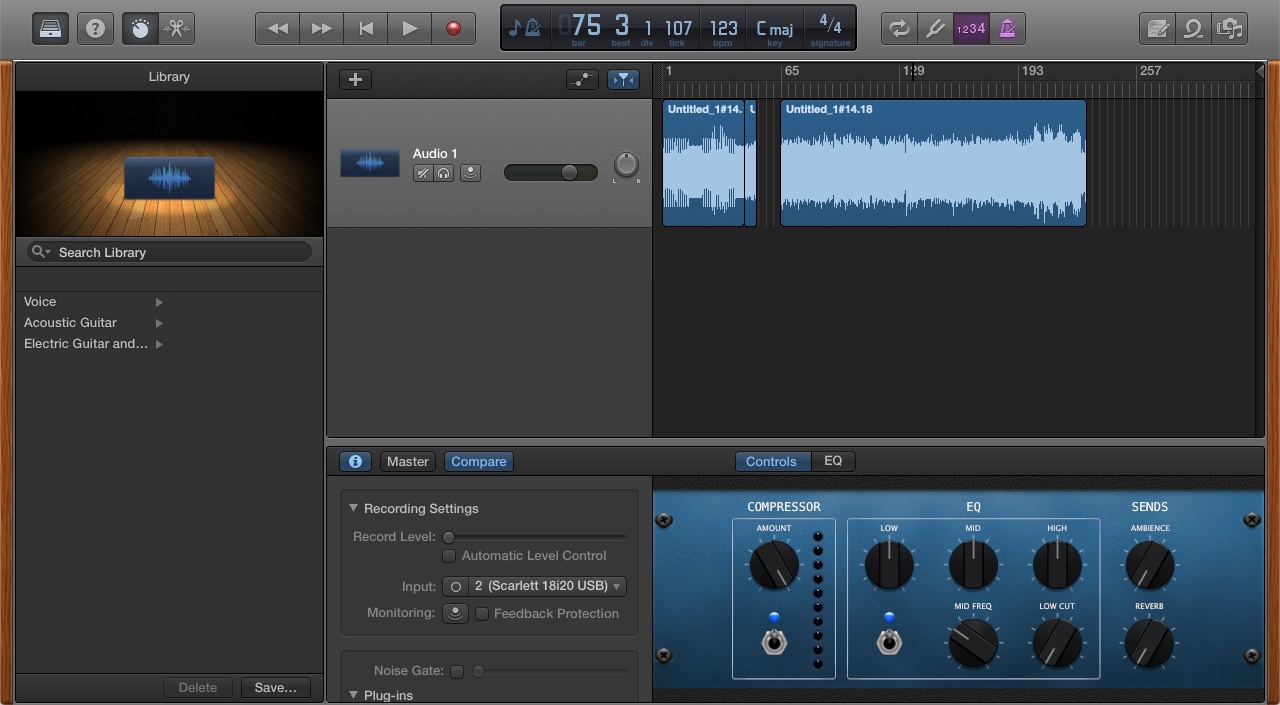 75 3 1 107 123 C maj 4/4
bar beat div tick bpm key signature
1234
Library
Search Library
Voice
Acoustic Guitar
Electric Guitar and...
Delete Save...
1 65 129 193 257
Audio 1
L R
Untitled_1#14. U Untitled_1#14.18
Master Compare
Controls EQ
Recording Settings
Record Level:
Automatic Level Control
Input: 2 (Scarlett 18i20 USB)
Monitoring: Feedback Protection
Noise Gate:
Plug-ins
COMPRESSOR EQ SENDS
AMOUNT LOW MID HIGH AMBIENCE
MID FREQ LOW CUT REVERB